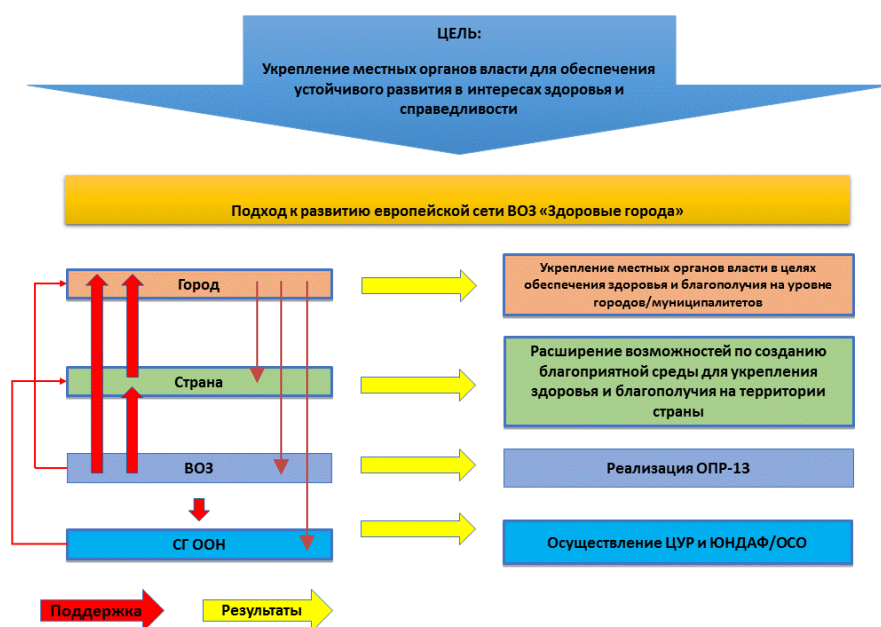 ЦЕЛЬ:
Укрепление местных органов власти для обеспечения
устойчивого развития в интересах здоровья и
справедливости
Подход к развитию европейской сети ВОЗ «Здоровые города»
Город
Укрепление местных органов власти в целях
обеспечения здоровья и благополучия на уровне
городов/муниципалитетов
Страна
Расширение возможностей по созданию
благоприятной среды для укрепления
здоровья и благополучия на территории
страны
ВОЗ
Реализация ОПР-13
СГ ООН
Осуществление ЦУР и ЮНДАФ/ОСО
Поддержка
Результаты